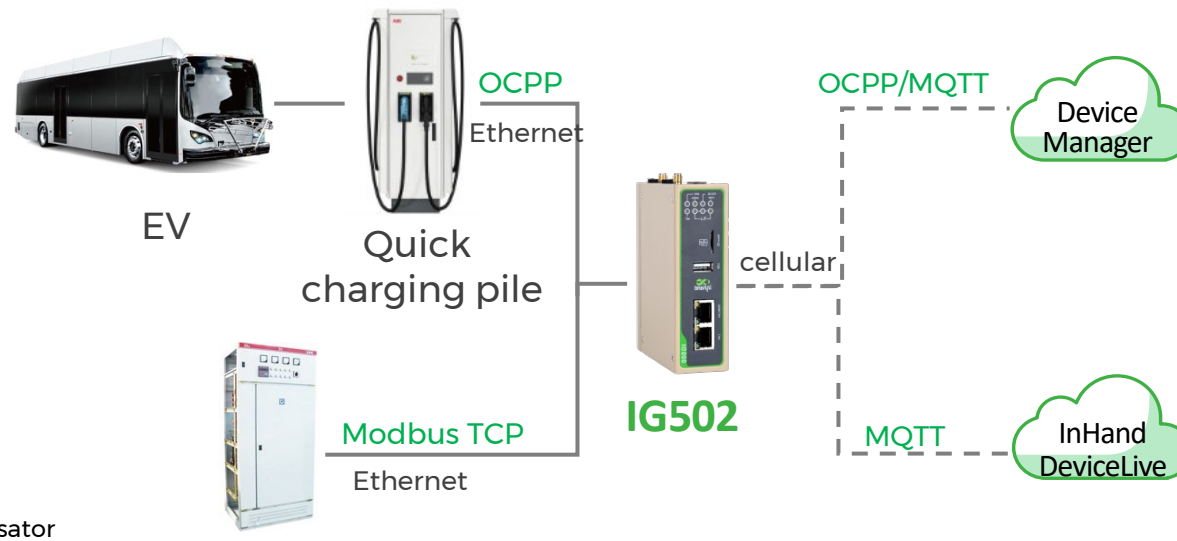 OCPP
Ethernet
EV
Quick
charging pile
Modbus TCP
Ethernet
sator
IG502
cellular
OCPP/MQTT
Device
Manager
MQTT
InHand
DeviceLive